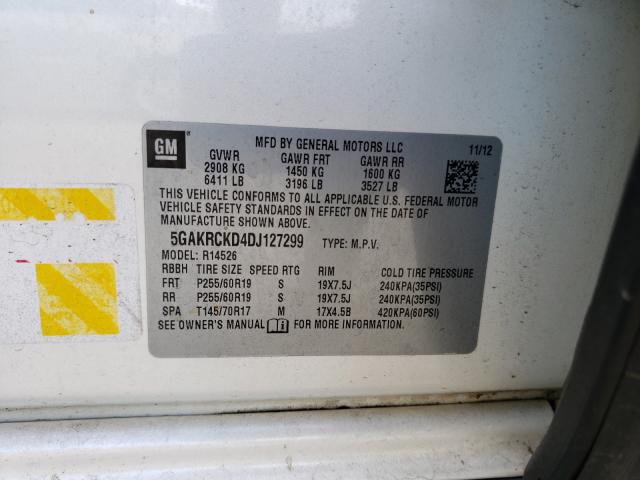 GM
MFD BY GENERAL MOTORS LLC 11/12
GVWR GAWR FRT GAWR RR
2908 KG 1450 KG 1600 KG
6411 LB 3196 LB 3527 LB
THIS VEHICLE CONFORMS TO ALL APPLICABLE U.S. FEDERAL MOTOR
VEHICLE SAFETY STANDARDS IN EFFECT ON THE DATE OF
MANUFACTURE SHOWN ABOVE.
5GAKRCKD4DJ127299 TYPE: M.P.V.
MODEL: R14526
RBBH TIRE SIZE SPEED RTG RIM COLD TIRE PRESSURE
FRT P255/60R19 S 19X7.5J 240KPA(35PSI)
RR P255/60R19 S 19X7.5J 240KPA(35PSI)
SPA T145/70R17 M 17X4.5B 420KPA(60PSI)
SEE OWNER'S MANUAL FOR MORE INFORMATION.